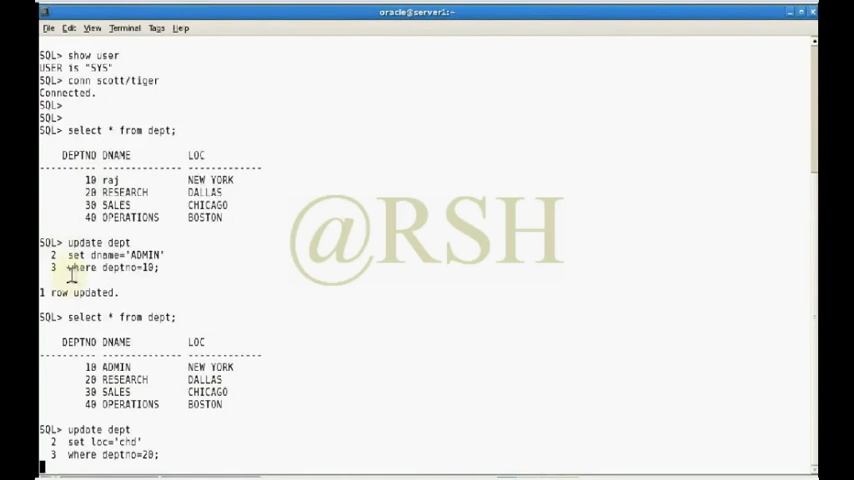 oracle@server1:~
File Edit View Terminal Tags Help
SQL> show user
USER is "SYS"
SQL> conn scott/tiger
Connected.
SQL>
SQL>
SQL> select * from dept;
DEPTNO DNAME LOC
---------- -------------- -------------
10 raj NEW YORK
20 RESEARCH DALLAS
30 SALES CHICAGO
40 OPERATIONS BOSTON
SQL> update dept
2 set dname='ADMIN'
3 where deptno=10;
1 row updated.
SQL> select * from dept;
DEPTNO DNAME LOC
---------- -------------- -------------
10 ADMIN NEW YORK
20 RESEARCH DALLAS
30 SALES CHICAGO
40 OPERATIONS BOSTON
SQL> update dept
2 set loc='chd'
3 where deptno=20;
@RSH